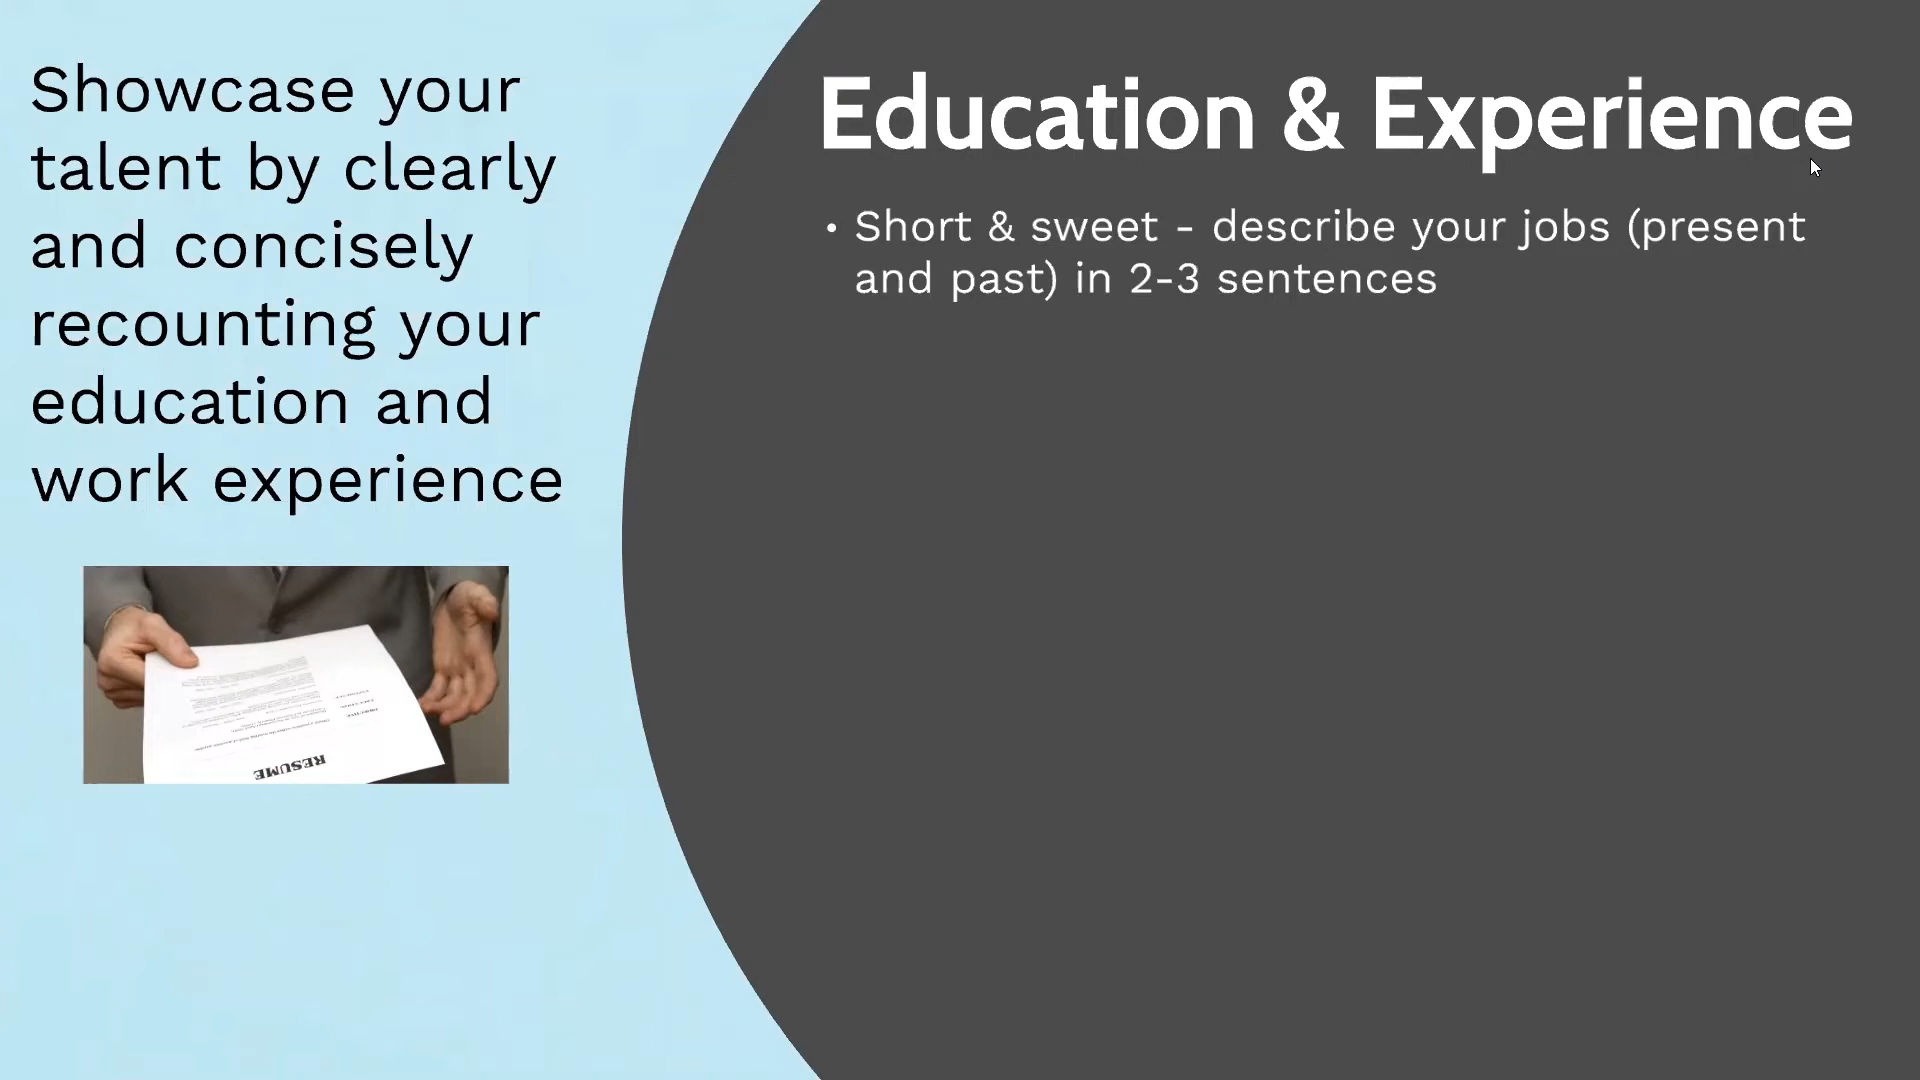 Showcase your
talent by clearly
and concisely
recounting your
education and
work experience
RESUME
Education & Experience
• Short & sweet - describe your jobs (present
and past) in 2-3 sentences